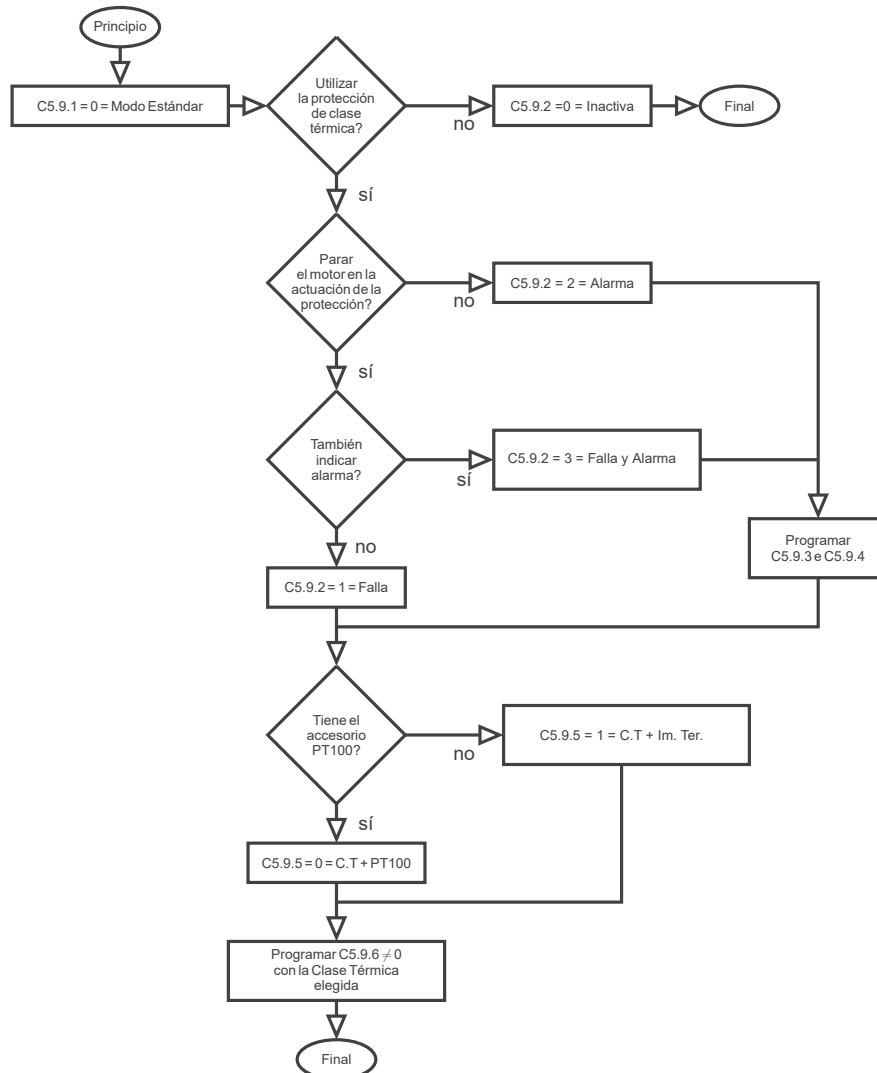 Principio
C5.9.1 = 0 = Modo Estándar
Utilizar
la protección
de clase
térmica?
no
C5.9.2 =0 = Inactiva
Final
sí
Parar
el motor en la
actuación de la
protección?
no
C5.9.2 = 2 = Alarma
sí
También
indicar
alarma?
sí
C5.9.2 = 3 = Falla y Alarma
no
Programar
C5.9.3 e C5.9.4
C5.9.2 = 1 = Falla
Tiene el
accesorio
PT100?
no
C5.9.5 = 1 = C.T + Im. Ter.
sí
C5.9.5 = 0 = C.T + PT100
Programar C5.9.6 ≠ 0
con la Clase Térmica
elegida
Final